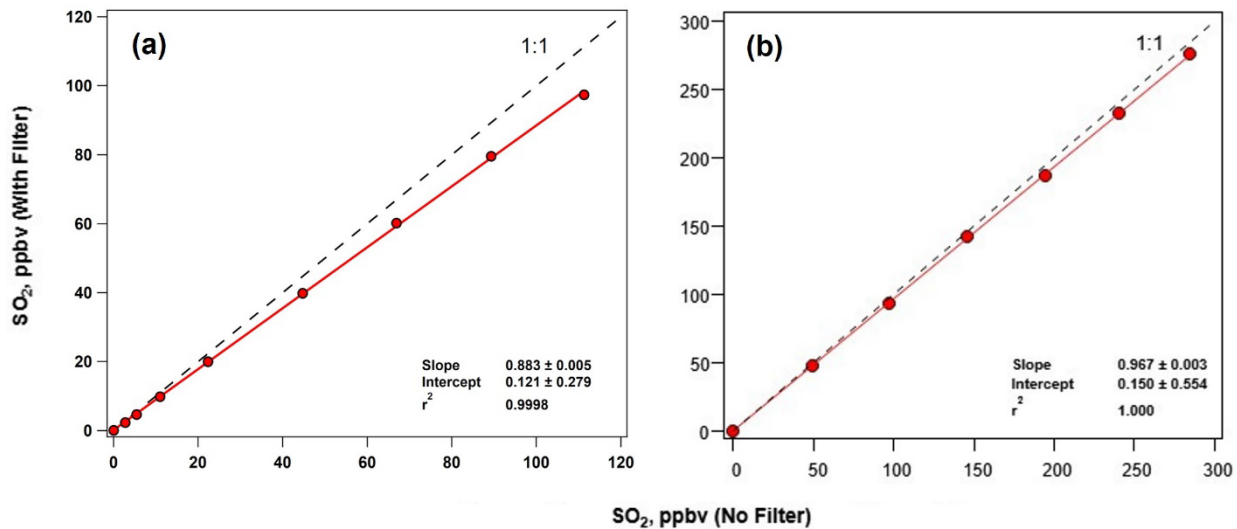 (a)
1:1
120
100
80
60
40
20
0
0 20 40 60 80 100 120
Slope 0.883 ± 0.005
Intercept 0.121 ± 0.279
r² 0.9998
SO₂, ppbv (With Filter)
(b)
1:1
300
250
200
150
100
50
0
0 50 100 150 200 250 300
Slope 0.967 ± 0.003
Intercept 0.150 ± 0.554
r² 1.000
SO₂, ppbv (No Filter)